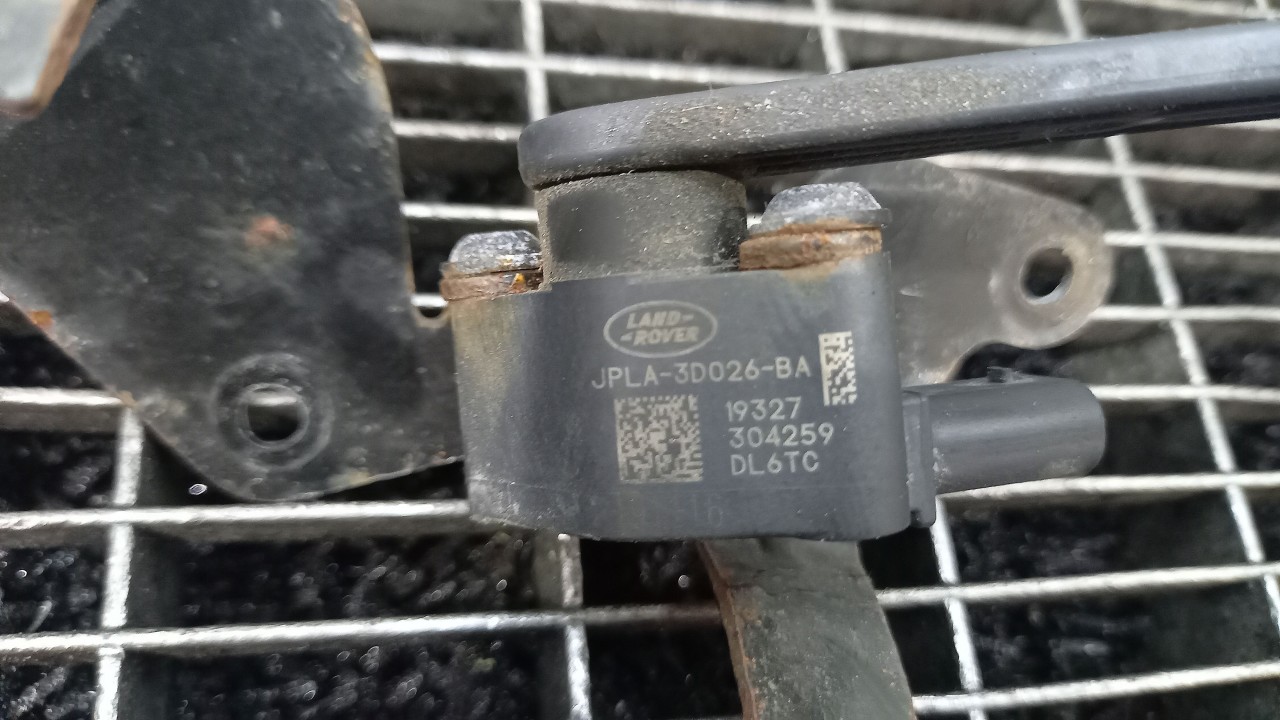 LAND-
-ROVER
JPLA-3D026-BA
19327
304259
DL6TC